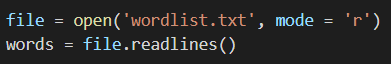 file = open('wordlist.txt', mode = 'r')
words = file.readlines()